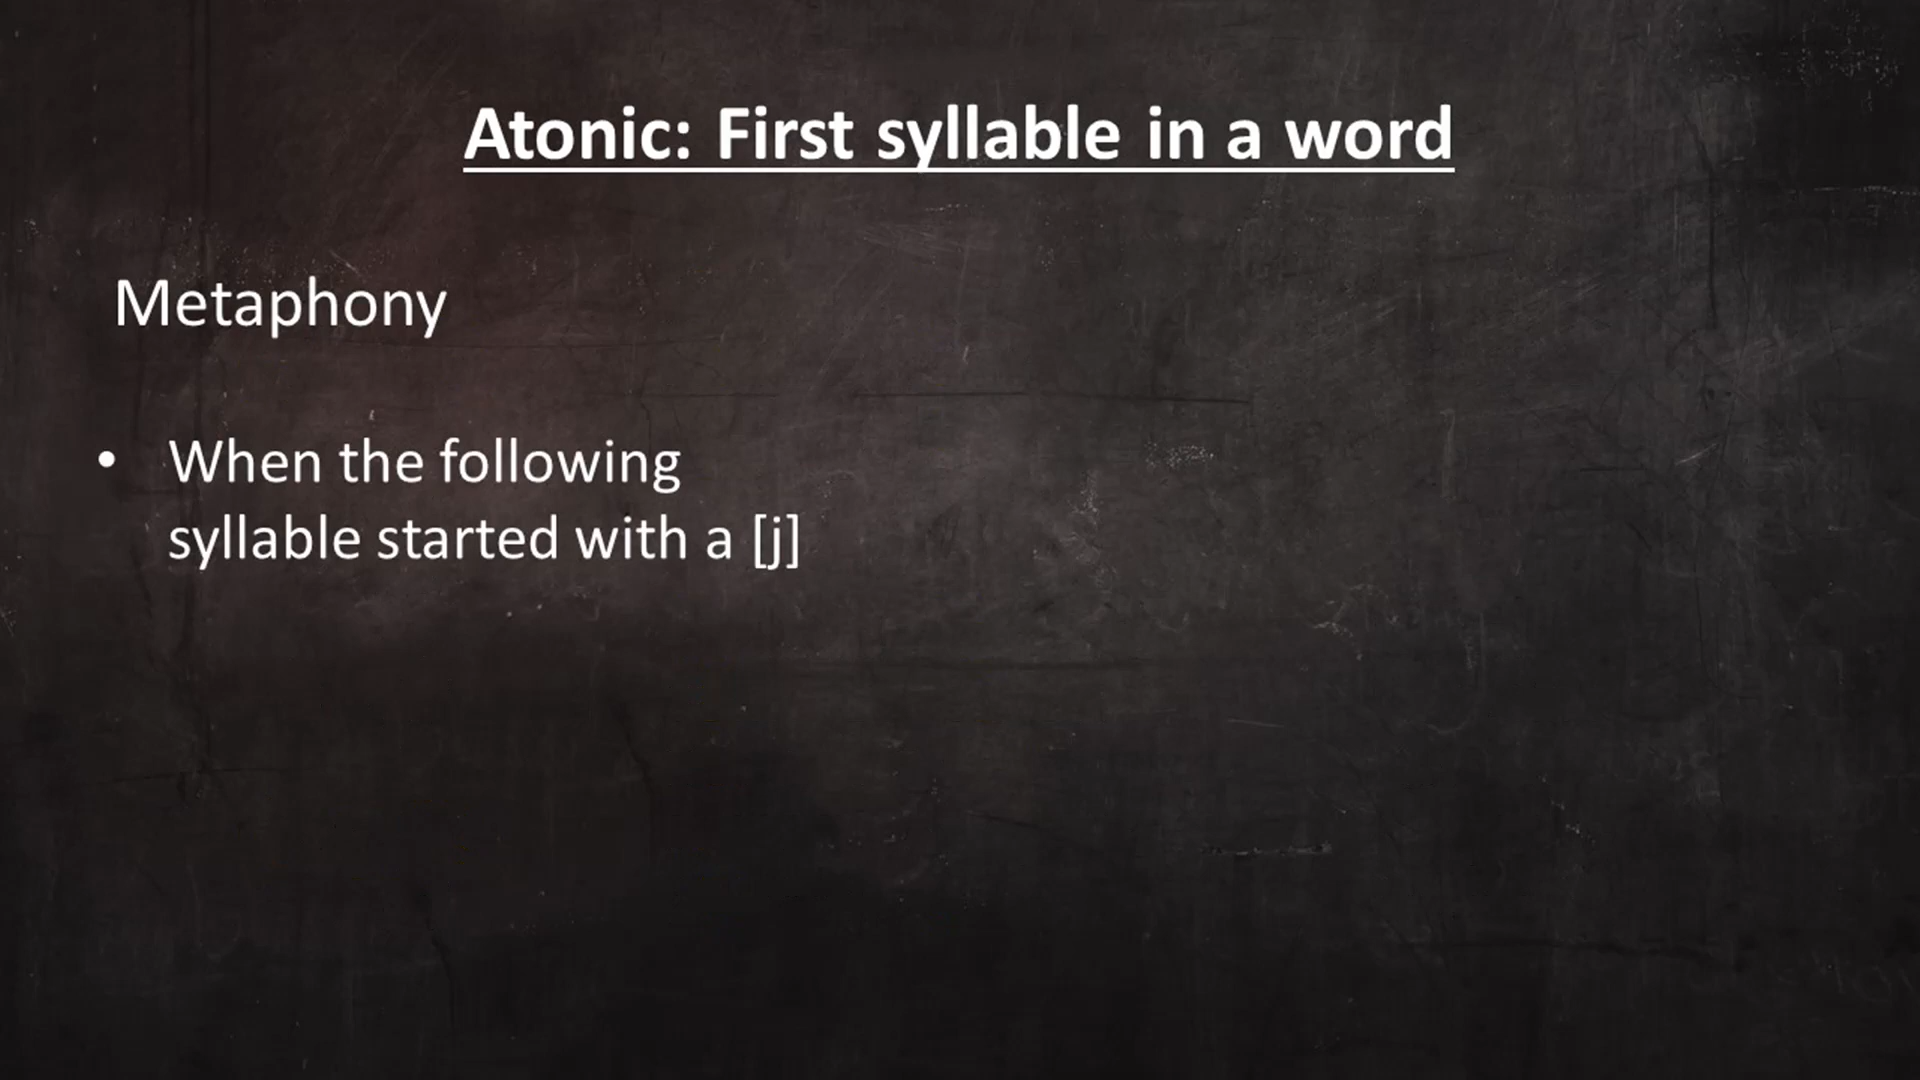 Atonic: First syllable in a word
Metaphony
• When the following
syllable started with a [j]